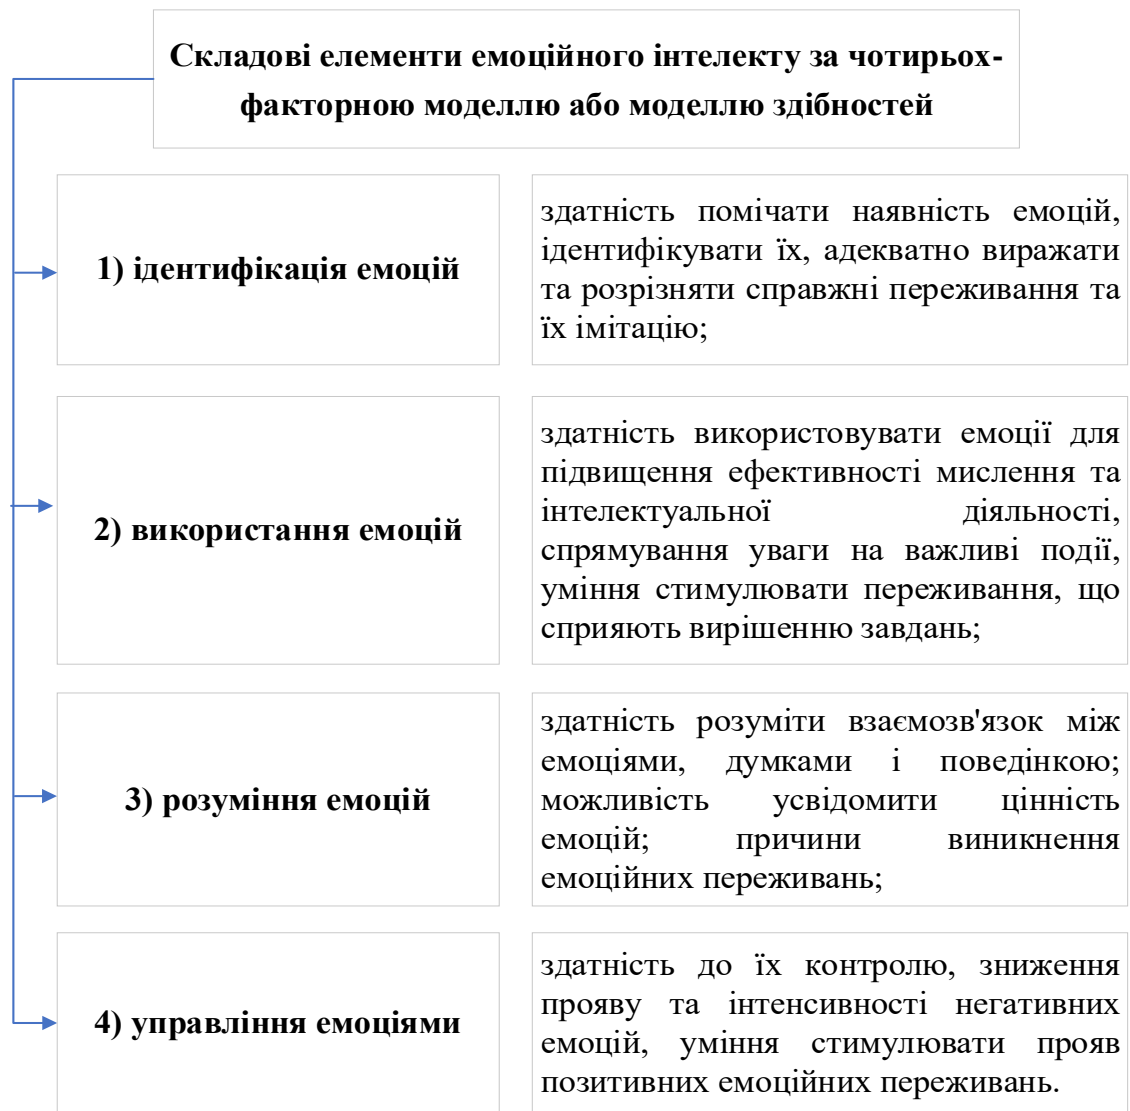 Складові елементи емоційного інтелекту за чотирьох-
факторною моделлю або моделлю здібностей
1) ідентифікація емоцій
здатність помічати наявність емоцій,
ідентифікувати їх, адекватно виражати
та розрізняти справжні переживання та
їх імітацію;
2) використання емоцій
здатність використовувати емоції для
підвищення ефективності мислення та
інтелектуальної діяльності,
спрямування уваги на важливі події,
уміння стимулювати переживання, що
сприяють вирішенню завдань;
3) розуміння емоцій
здатність розуміти взаємозв'язок між
емоціями, думками і поведінкою;
можливість усвідомити цінність
емоцій; причини виникнення
емоційних переживань;
4) управління емоціями
здатність до їх контролю, зниження
прояву та інтенсивності негативних
емоцій, уміння стимулювати прояв
позитивних емоційних переживань.